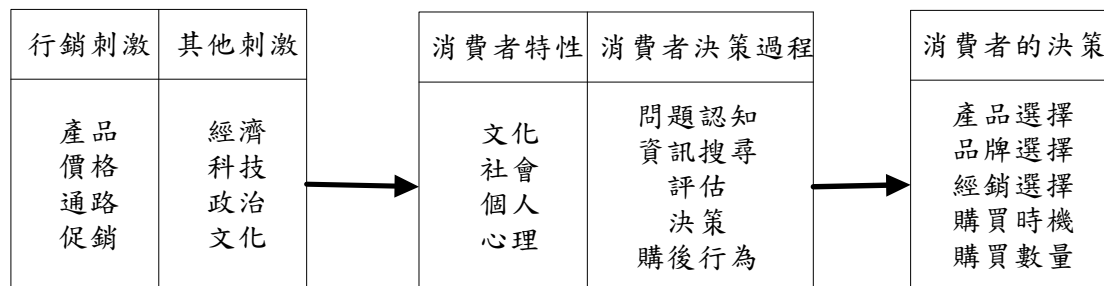 行銷刺激
其他刺激
產品
價格
通路
促銷
經濟
科技
政治
文化
消費者特性
消費者決策過程
文化
社會
個人
心理
問題認知
資訊搜尋
評估
決策
購後行為
消費者的決策
產品選擇
品牌選擇
經銷選擇
購買時機
購買數量